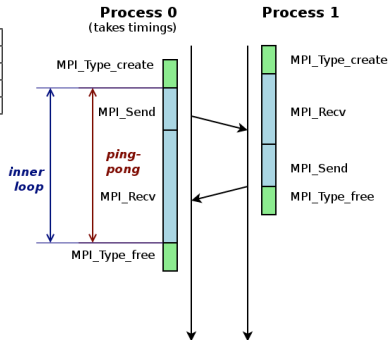 Process 0
(takes timings)
Process 1
MPI_Type_create
MPI_Type_create
MPI_Send
MPI_Recv
inner
loop
ping-
pong
MPI_Send
MPI_Recv
MPI_Type_free
MPI_Type_free